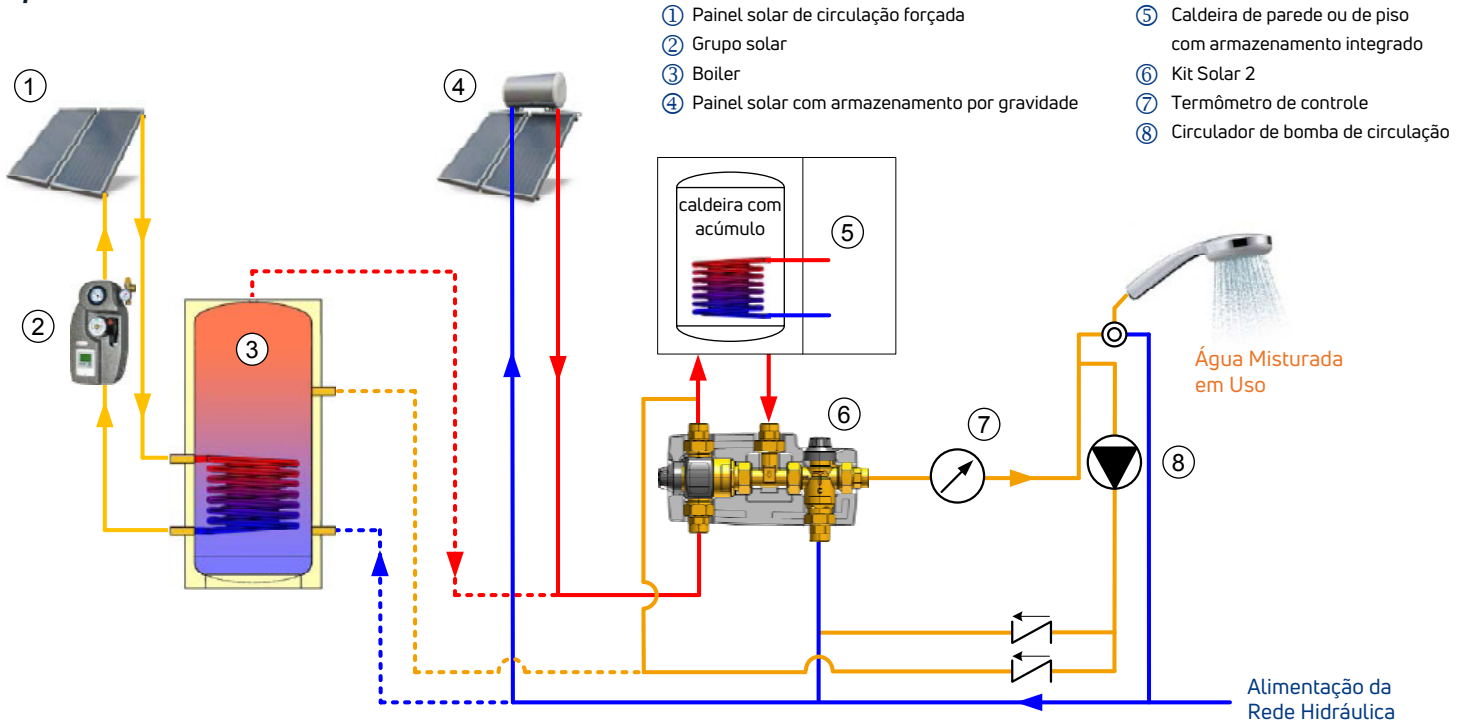 ① Painel solar de circulação forçada
② Grupo solar
③ Boiler
④ Painel solar com armazenamento por gravidade
⑤ Caldeira de parede ou de piso
com armazenamento integrado
⑥ Kit Solar 2
⑦ Termômetro de controle
⑧ Circulador de bomba de circulação
1
4
caldeira com
acúmulo
5
2
3
Água Misturada
em Uso
6
7
8
C
Alimentação da
Rede Hidráulica